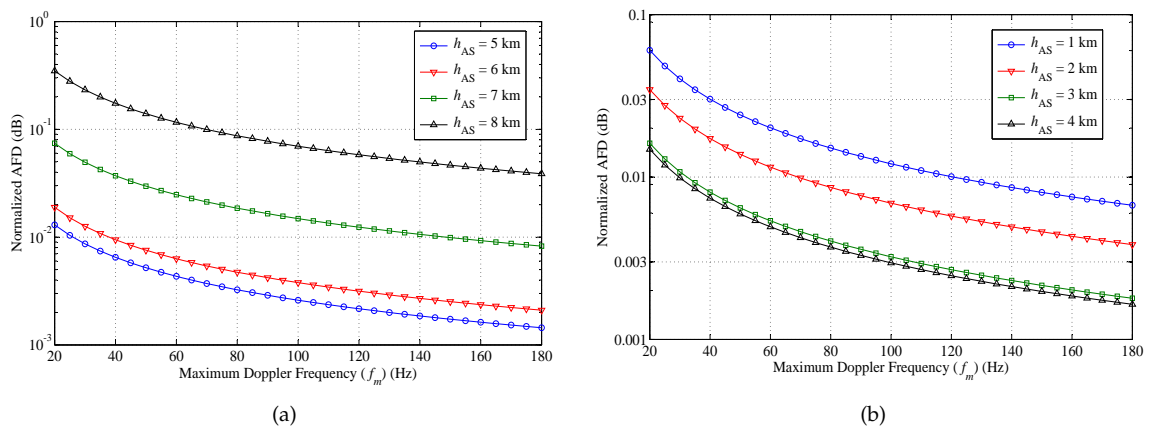 10^0
10^-1
10^-2
10^-3
Normalized AFD (dB)
20 40 60 80 100 120 140 160 180
Maximum Doppler Frequency (f_m) (Hz)
h_AS = 5 km
h_AS = 6 km
h_AS = 7 km
h_AS = 8 km
(a)
0.1
0.03
0.01
0.003
0.001
Normalized AFD (dB)
20 40 60 80 100 120 140 160 180
Maximum Doppler Frequency (f_m) (Hz)
h_AS = 1 km
h_AS = 2 km
h_AS = 3 km
h_AS = 4 km
(b)